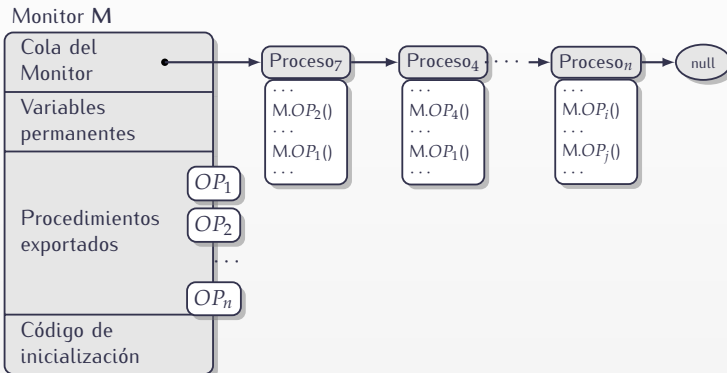 Monitor M
Cola del
Monitor
Proceso₇
Proceso₄
· · ·
Procesoₙ
null
Variables
permanentes
. . .
M.OP₂()
. . .
M.OP₁()
. . .
. . .
M.OP₄()
. . .
M.OP₁()
. . .
. . .
M.OPᵢ()
. . .
M.OPⱼ()
. . .
Procedimientos
exportados
OP₁
OP₂
. . .
OPₙ
Código de
inicialización